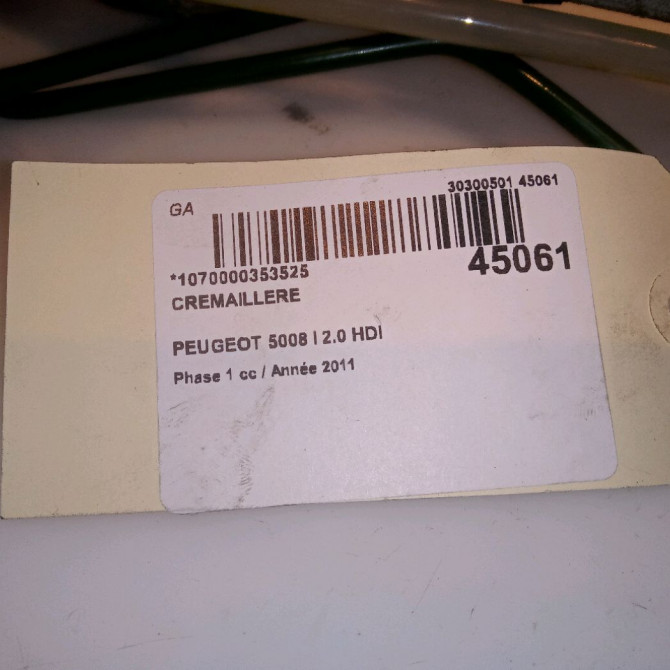 GA
30300501 45061
45061
*1070000353525
CREMAILLERE
PEUGEOT 5008 I 2.0 HDI
Phase 1 cc / Année 2011